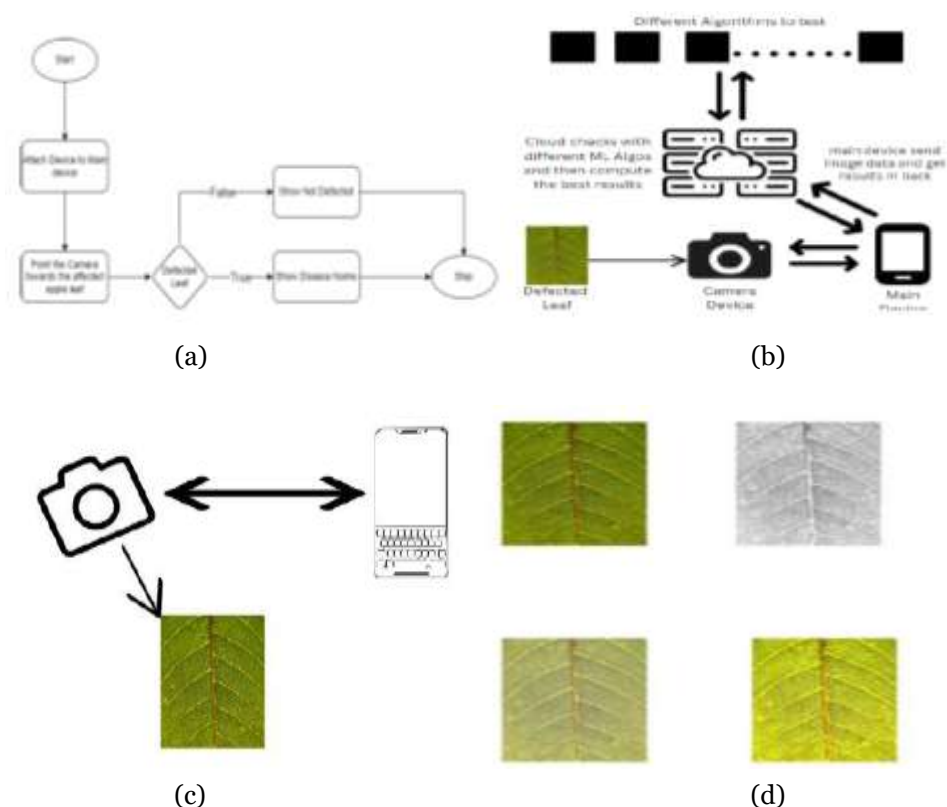 Start
Attach Device to Main
device
Point the Camera
towards the affected
apple leaf
Defected
Leaf
False
True
Show Not Defected
Show Disease Name
Stop
(a)
Different Algorithms to test
Cloud checks with
different ML Algos
and then compute
the best results
main device send
image data and get
results in back
Defected
Leaf
Camera
Device
Main
(b)
(c)
(d)